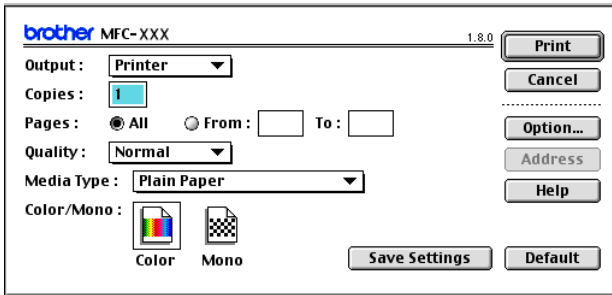 brother MFC-XXX 1.8.0
Print
Output : Printer
Cancel
Copies : 1
Pages : All From : To :
Option...
Quality : Normal
Address
Media Type : Plain Paper
Help
Color/Mono :
Color Mono
Save Settings Default